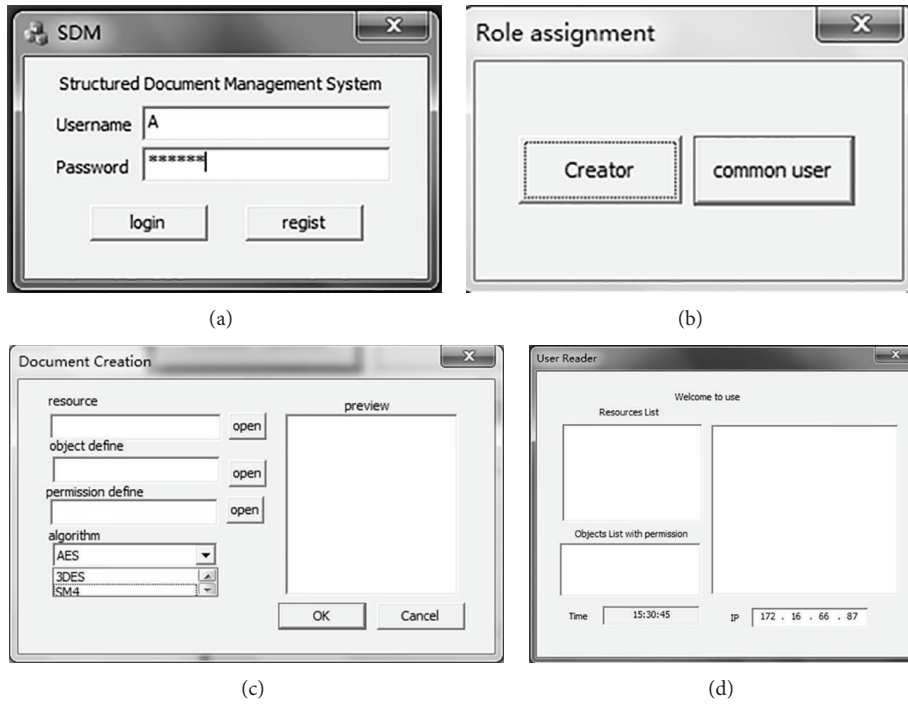 SDM
Structured Document Management System
Username A
Password ******
login regist
(a)
Role assignment
Creator common user
(b)
Document Creation
resource
open
object define
open
permission define
open
algorithm
AES
3DES
SM4
preview
OK Cancel
(c)
User Reader
Welcome to use
Resources List
Objects List with permission
Time 15:30:45 IP 172 . 16 . 66 . 87
(d)